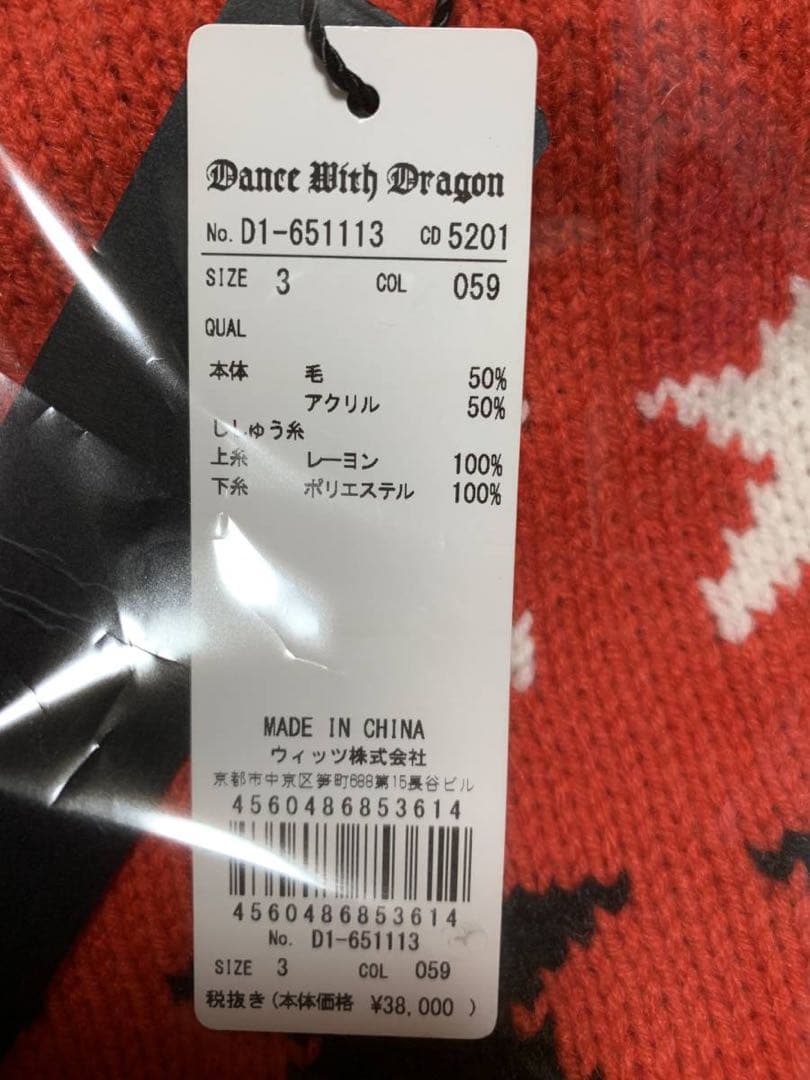 Dance With Dragon
No. D1-651113 CD 5201
SIZE 3 COL 059
QUAL
本体 毛 50%
アクリル 50%
ししゅう糸
上糸 レーヨン 100%
下糸 ポリエステル 100%
MADE IN CHINA
ウィッツ株式会社
京都市中京区笋町688第15長谷ビル
4560486853614
4560486853614
No. D1-651113
SIZE 3 COL 059
税抜き(本体価格 ¥38,000 )